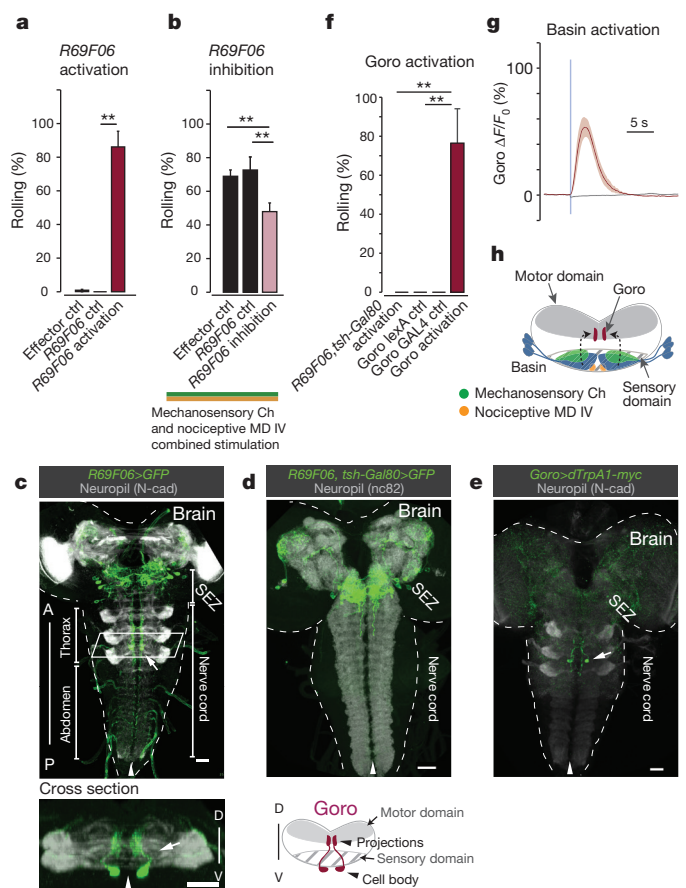 a
R69F06
activation
**
Rolling (%)
100
80
60
40
20
0
Effector ctrl
R69F06 ctrl
R69F06 activation
b
R69F06
inhibition
**
**
Rolling (%)
100
80
60
40
20
0
Effector ctrl
R69F06 ctrl
R69F06 inhibition
Mechanosensory Ch
and nociceptive MD IV
combined stimulation
f
Goro activation
**
**
Rolling (%)
100
90
80
70
60
50
40
30
20
10
0
R69F06, tsh-Gal80
activation
Goro lexA ctrl
Goro GAL4 ctrl
Goro activation
g
Basin activation
Goro ΔF/F0 (%)
100
0
5 s
h
Motor domain
Goro
Basin
Sensory
domain
Mechanosensory Ch
Nociceptive MD IV
c
R69F06>GFP
Neuropil (N-cad)
Brain
SEZ
A
Thorax
Abdomen
P
Nerve cord
Cross section
D
V
d
R69F06, tsh-Gal80>GFP
Neuropil (nc82)
Brain
SEZ
Nerve cord
D
V
Goro
Motor domain
Projections
Sensory domain
Cell body
e
Goro>dTrpA1-myc
Neuropil (N-cad)
Brain
SEZ
Nerve cord